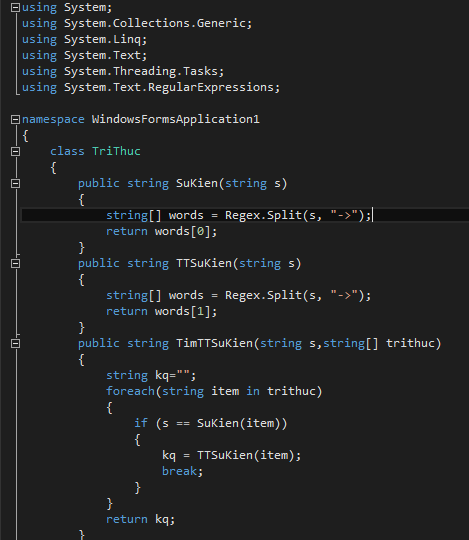 using System;
using System.Collections.Generic;
using System.Linq;
using System.Text;
using System.Threading.Tasks;
using System.Text.RegularExpressions;
namespace WindowsFormsApplication1
{
class TriThuc
{
public string SuKien(string s)
{
string[] words = Regex.Split(s, "->");
return words[0];
}
public string TTSuKien(string s)
{
string[] words = Regex.Split(s, "->");
return words[1];
}
public string TimTTSuKien(string s,string[] trithuc)
{
string kq="";
foreach(string item in trithuc)
{
if (s == SuKien(item))
{
kq = TTSuKien(item);
break;
}
}
return kq;
}